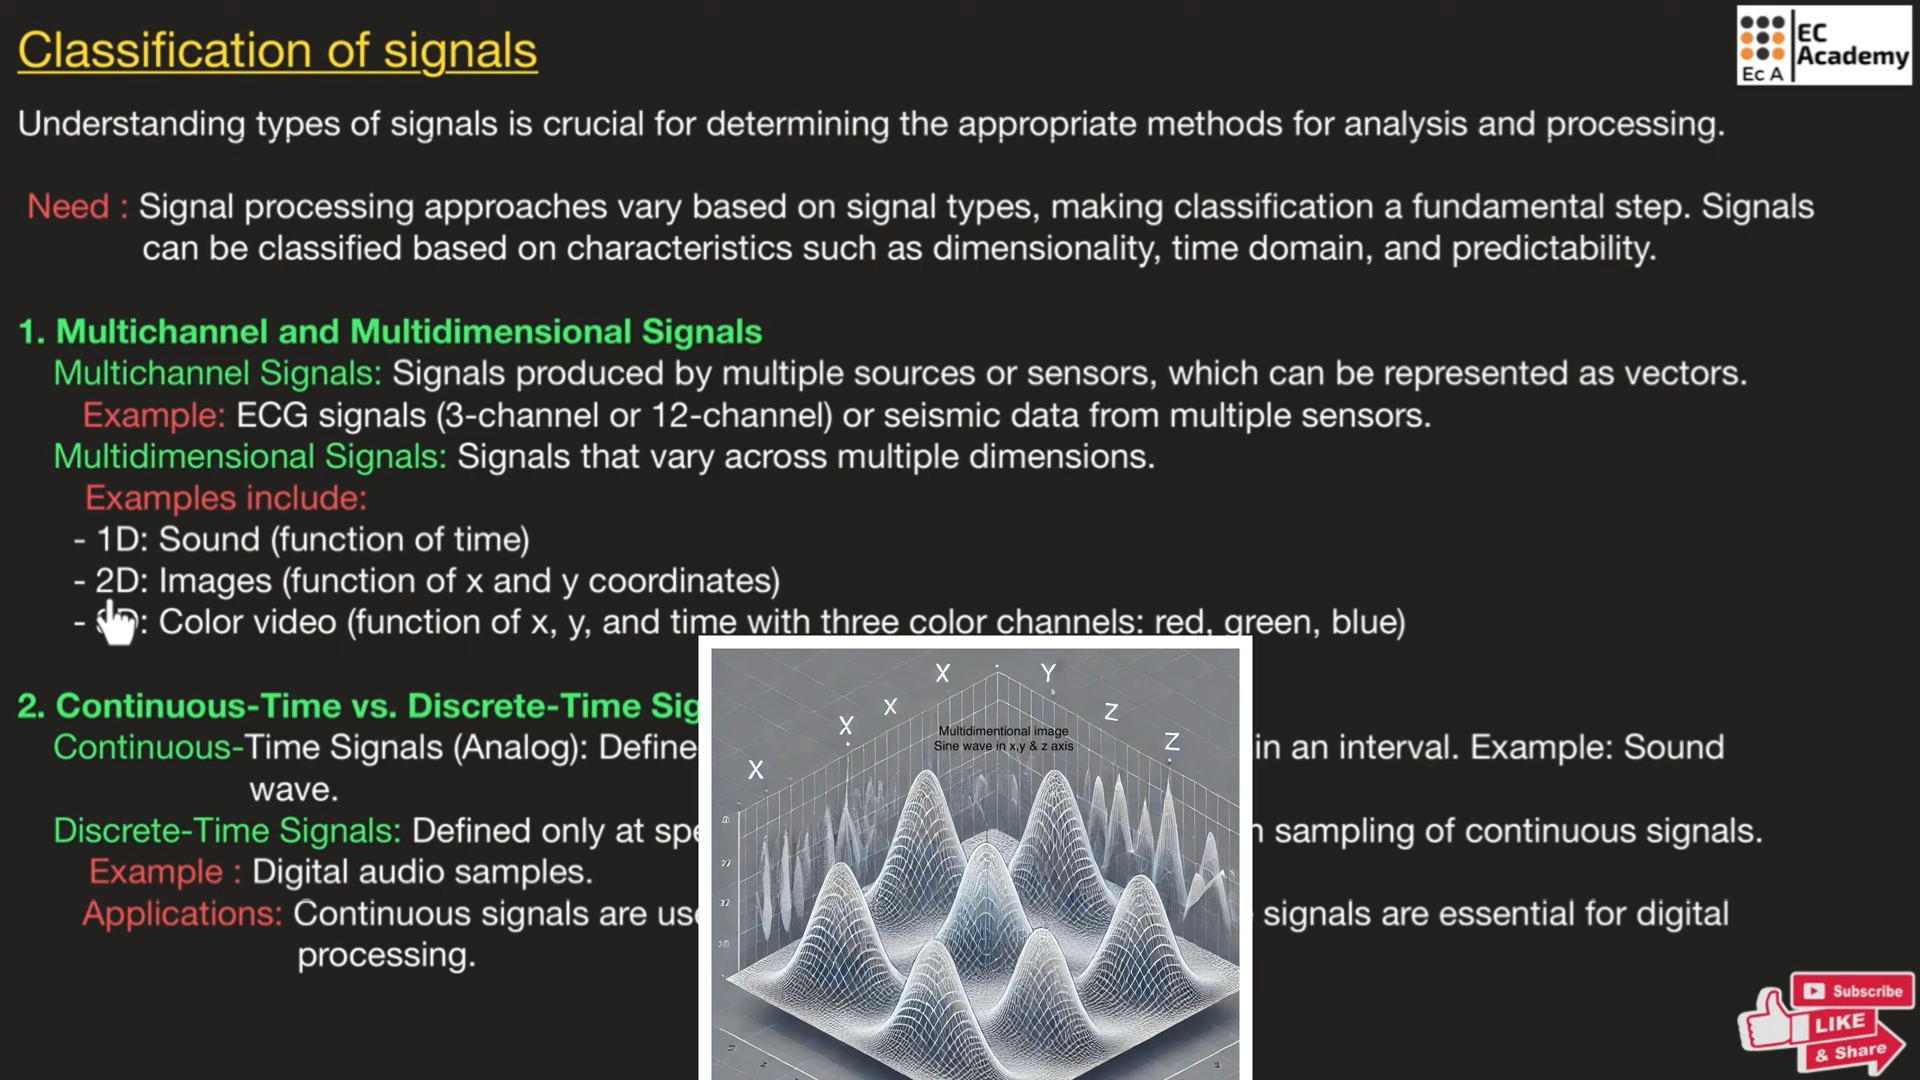 Classification of signals
EC
Academy
Ec A
Understanding types of signals is crucial for determining the appropriate methods for analysis and processing.
Need : Signal processing approaches vary based on signal types, making classification a fundamental step. Signals
can be classified based on characteristics such as dimensionality, time domain, and predictability.
1. Multichannel and Multidimensional Signals
Multichannel Signals: Signals produced by multiple sources or sensors, which can be represented as vectors.
Example: ECG signals (3-channel or 12-channel) or seismic data from multiple sensors.
Multidimensional Signals: Signals that vary across multiple dimensions.
Examples include:
- 1D: Sound (function of time)
- 2D: Images (function of x and y coordinates)
- : Color video (function of x, y, and time with three color channels: red, green, blue)
X Y
X X Z
Z
X
Multidimentional image
Sine wave in x,y & z axis
2. Continuous-Time vs. Discrete-Time
Continuous-Time Signals (Analog): in an interval. Example: Sound
wave.
Discrete-Time Signals: Defined only at sampling of continuous signals.
Example : Digital audio samples.
Applications: Continuous signals are signals are essential for digital
processing.
Subscribe
LIKE
& Share